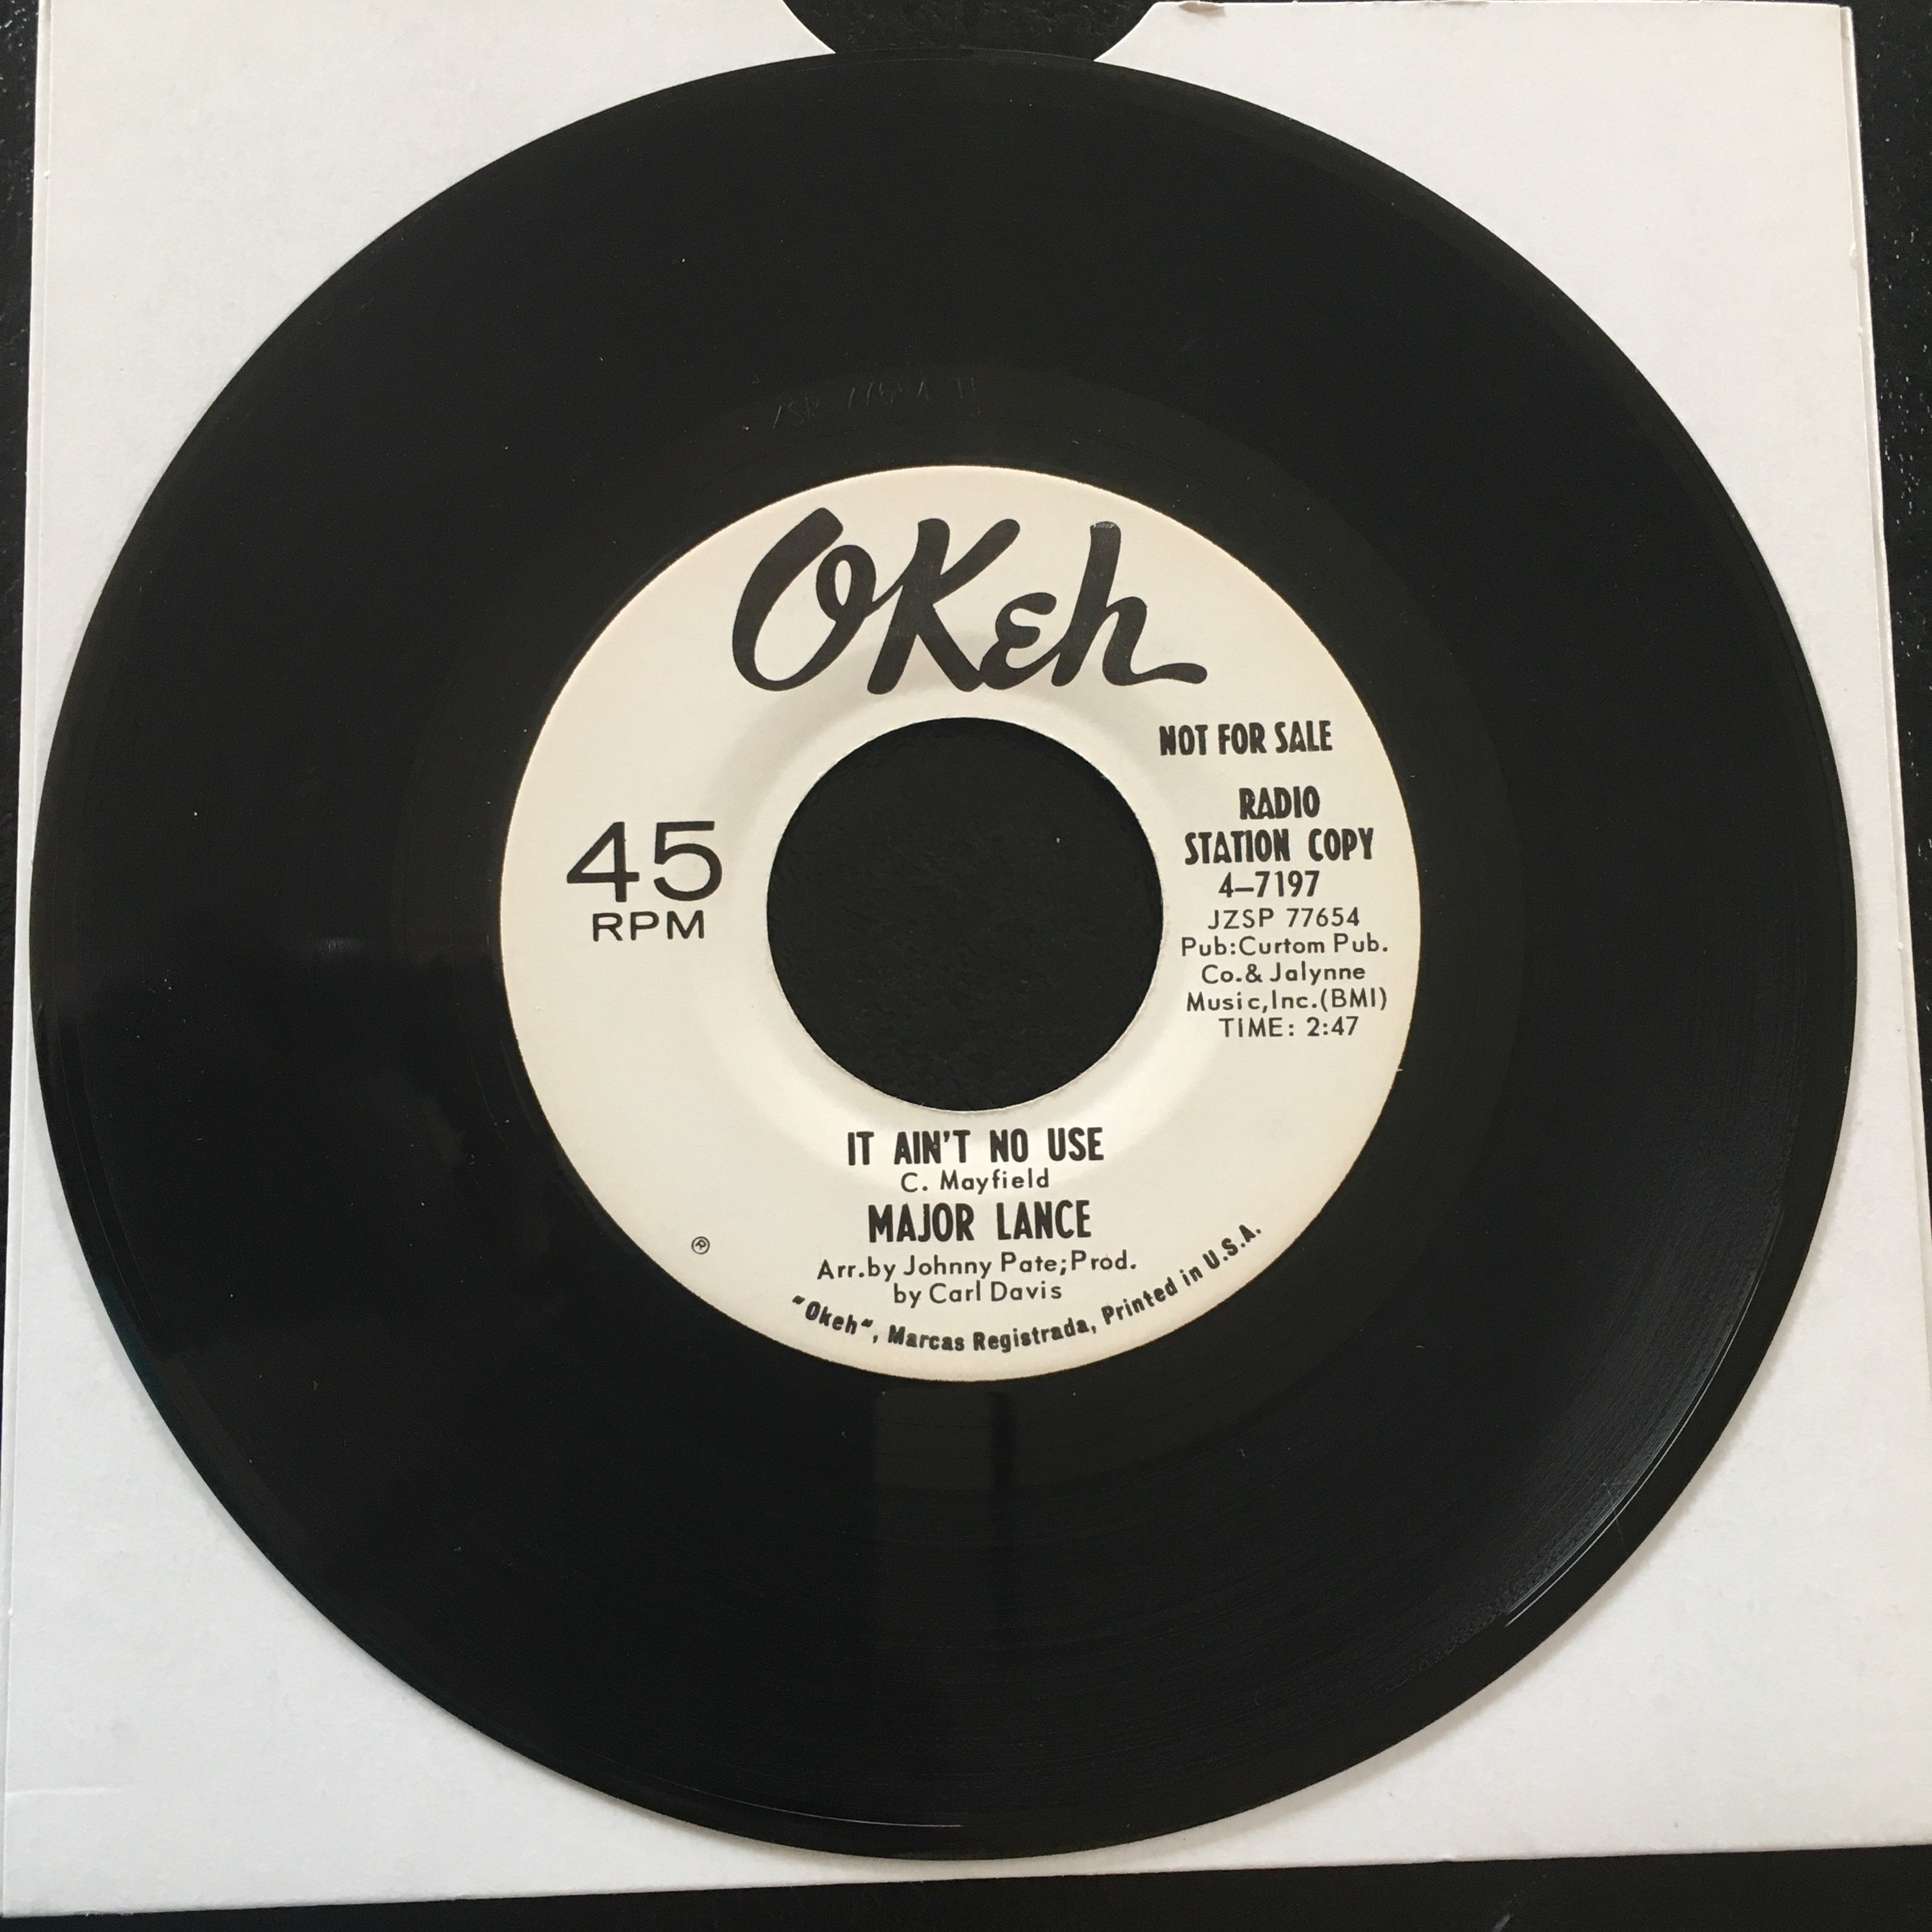 OKeh
NOT FOR SALE
RADIO
STATION COPY
4–7197
JZSP 77654
Pub:Curtom Pub.
Co.& Jalynne
Music,Inc.(BMI)
TIME: 2:47
45
RPM
IT AIN'T NO USE
C. Mayfield
MAJOR LANCE
Arr.by Johnny Pate;Prod.
by Carl Davis
®
"Okeh", Marcas Registrada, Printed in U.S.A.